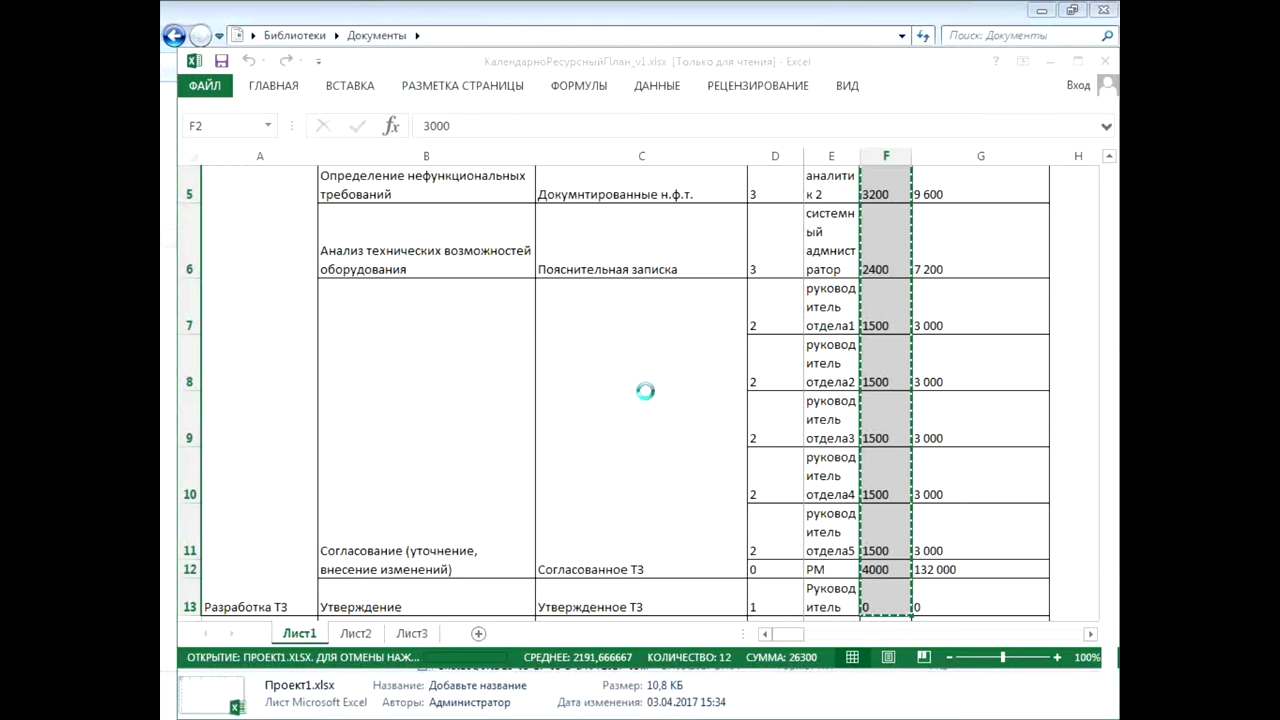 Библиотеки Документы
Поиск: Документы
КалендарноРесурсныйПлан_v1.xlsx [Только для чтения] - Excel
ФАЙЛ ГЛАВНАЯ ВСТАВКА РАЗМЕТКА СТРАНИЦЫ ФОРМУЛЫ ДАННЫЕ РЕЦЕНЗИРОВАНИЕ ВИД Вход
F2 fx 3000
A B C D E F G H
5 Определение нефункциональных
требований Докумнтированные н.ф.т. 3 аналити
к 2 3200 9 600
6 Анализ технических возможностей
оборудования Пояснительная записка 3 системн
ый
адмнист
ратор 2400 7 200
7 2 руковод
итель
отдела1 1500 3 000
8 2 руковод
итель
отдела2 1500 3 000
9 2 руковод
итель
отдела3 1500 3 000
10 2 руковод
итель
отдела4 1500 3 000
11 2 руковод
итель
отдела5 1500 3 000
Согласование (уточнение,
12 внесение изменений) Согласованное ТЗ 0 PM 4000 132 000
13 Разработка ТЗ Утверждение Утвержденное ТЗ 1 Руковод
итель 0 0
Лист1 Лист2 Лист3
ОТКРЫТИЕ: ПРОЕКТ1.XLSX. ДЛЯ ОТМЕНЫ НАЖ... СРЕДНЕЕ: 2191,666667 КОЛИЧЕСТВО: 12 СУММА: 26300 100%
Проект1.xlsx Название: Добавьте название Размер: 10,8 КБ
Лист Microsoft Excel Авторы: Администратор Дата изменения: 03.04.2017 15:34